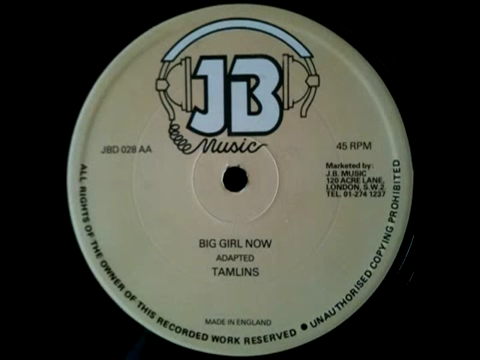 JB
Music
JBD 028 AA
45 RPM
Marketed by:
J.B. MUSIC
120 ACRE LANE,
LONDON, S.W.2.
TEL. 01-274 1237
BIG GIRL NOW
ADAPTED
TAMLINS
MADE IN ENGLAND
ALL RIGHTS OF THE OWNER OF THIS RECORDED WORK RESERVED ● UNAUTHORISED COPYING PROHIBITED